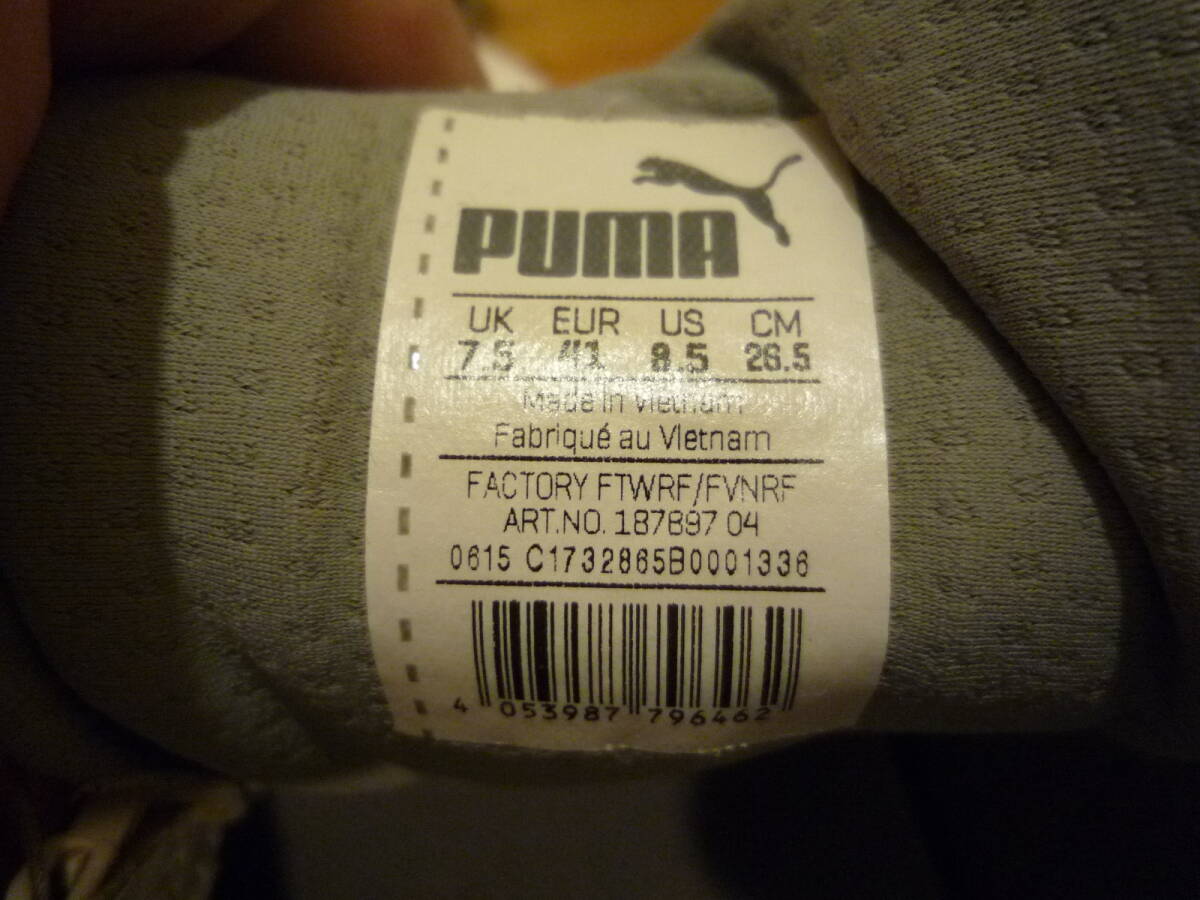 PUMA
UK EUR US CM
7.5 41 8.5 26.5
Made in Vietnam
Fabriqué au Vietnam
FACTORY FTWRF/FVNRF
ART.NO. 187897 04
0615 C1732865B0001336
4 053987 796462